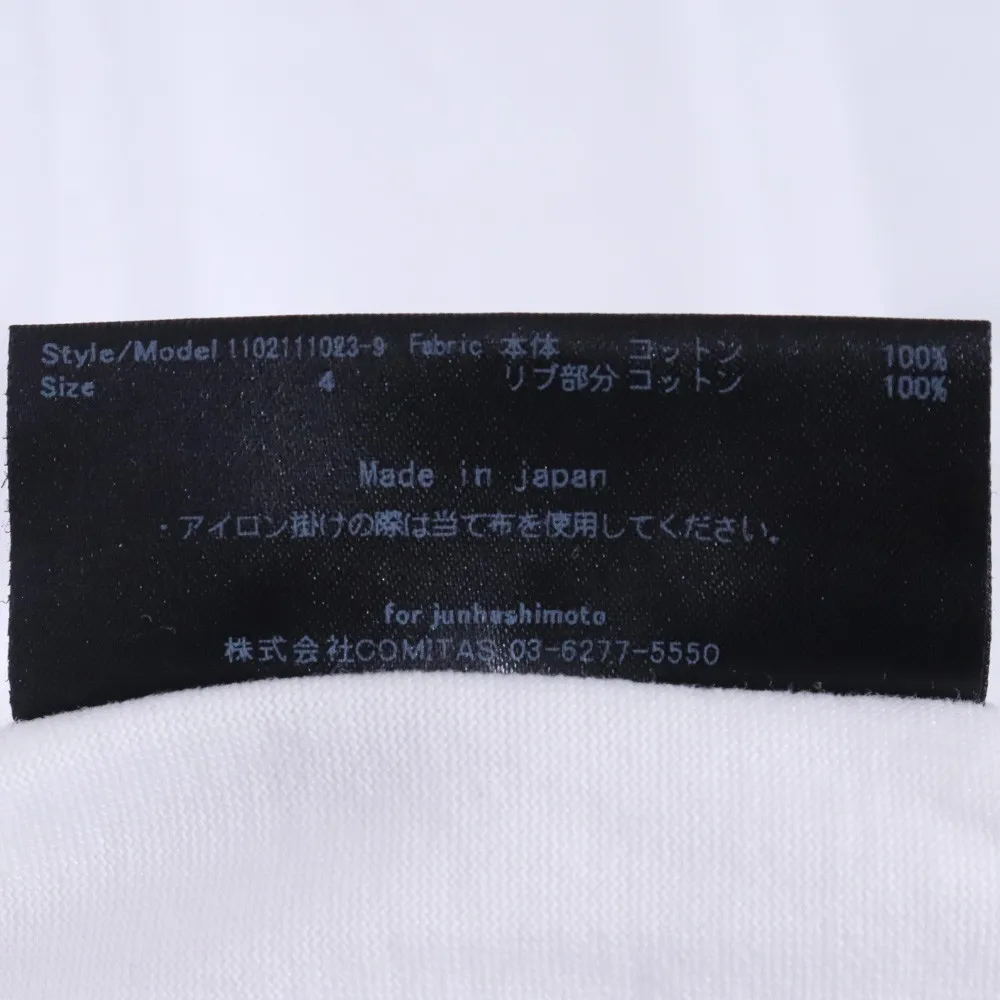 Style/Model 1102111023-9 Fabric 本体 コットン 100%
Size 4 リブ部分 コットン 100%
Made in japan
・アイロン掛けの際は当て布を使用してください。
for junhashimoto
株式会社COMITAS 03-6277-5550